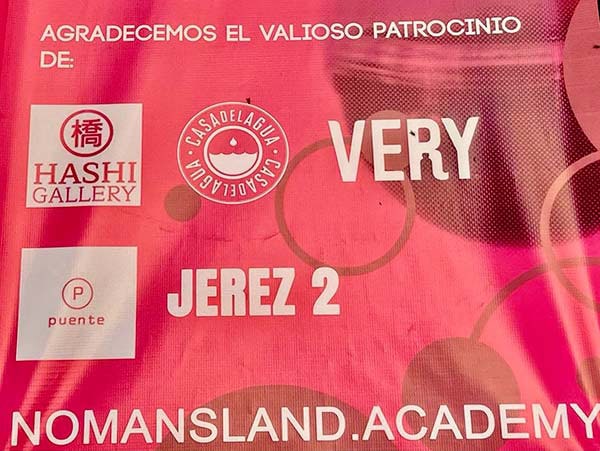 AGRADECEMOS EL VALIOSO PATROCINIO
DE:
橋
HASHI
GALLERY
CASADELAGUA · CASADELAGUA ·
VERY
P
puente
JEREZ 2
NOMANSLAND.ACADEMY